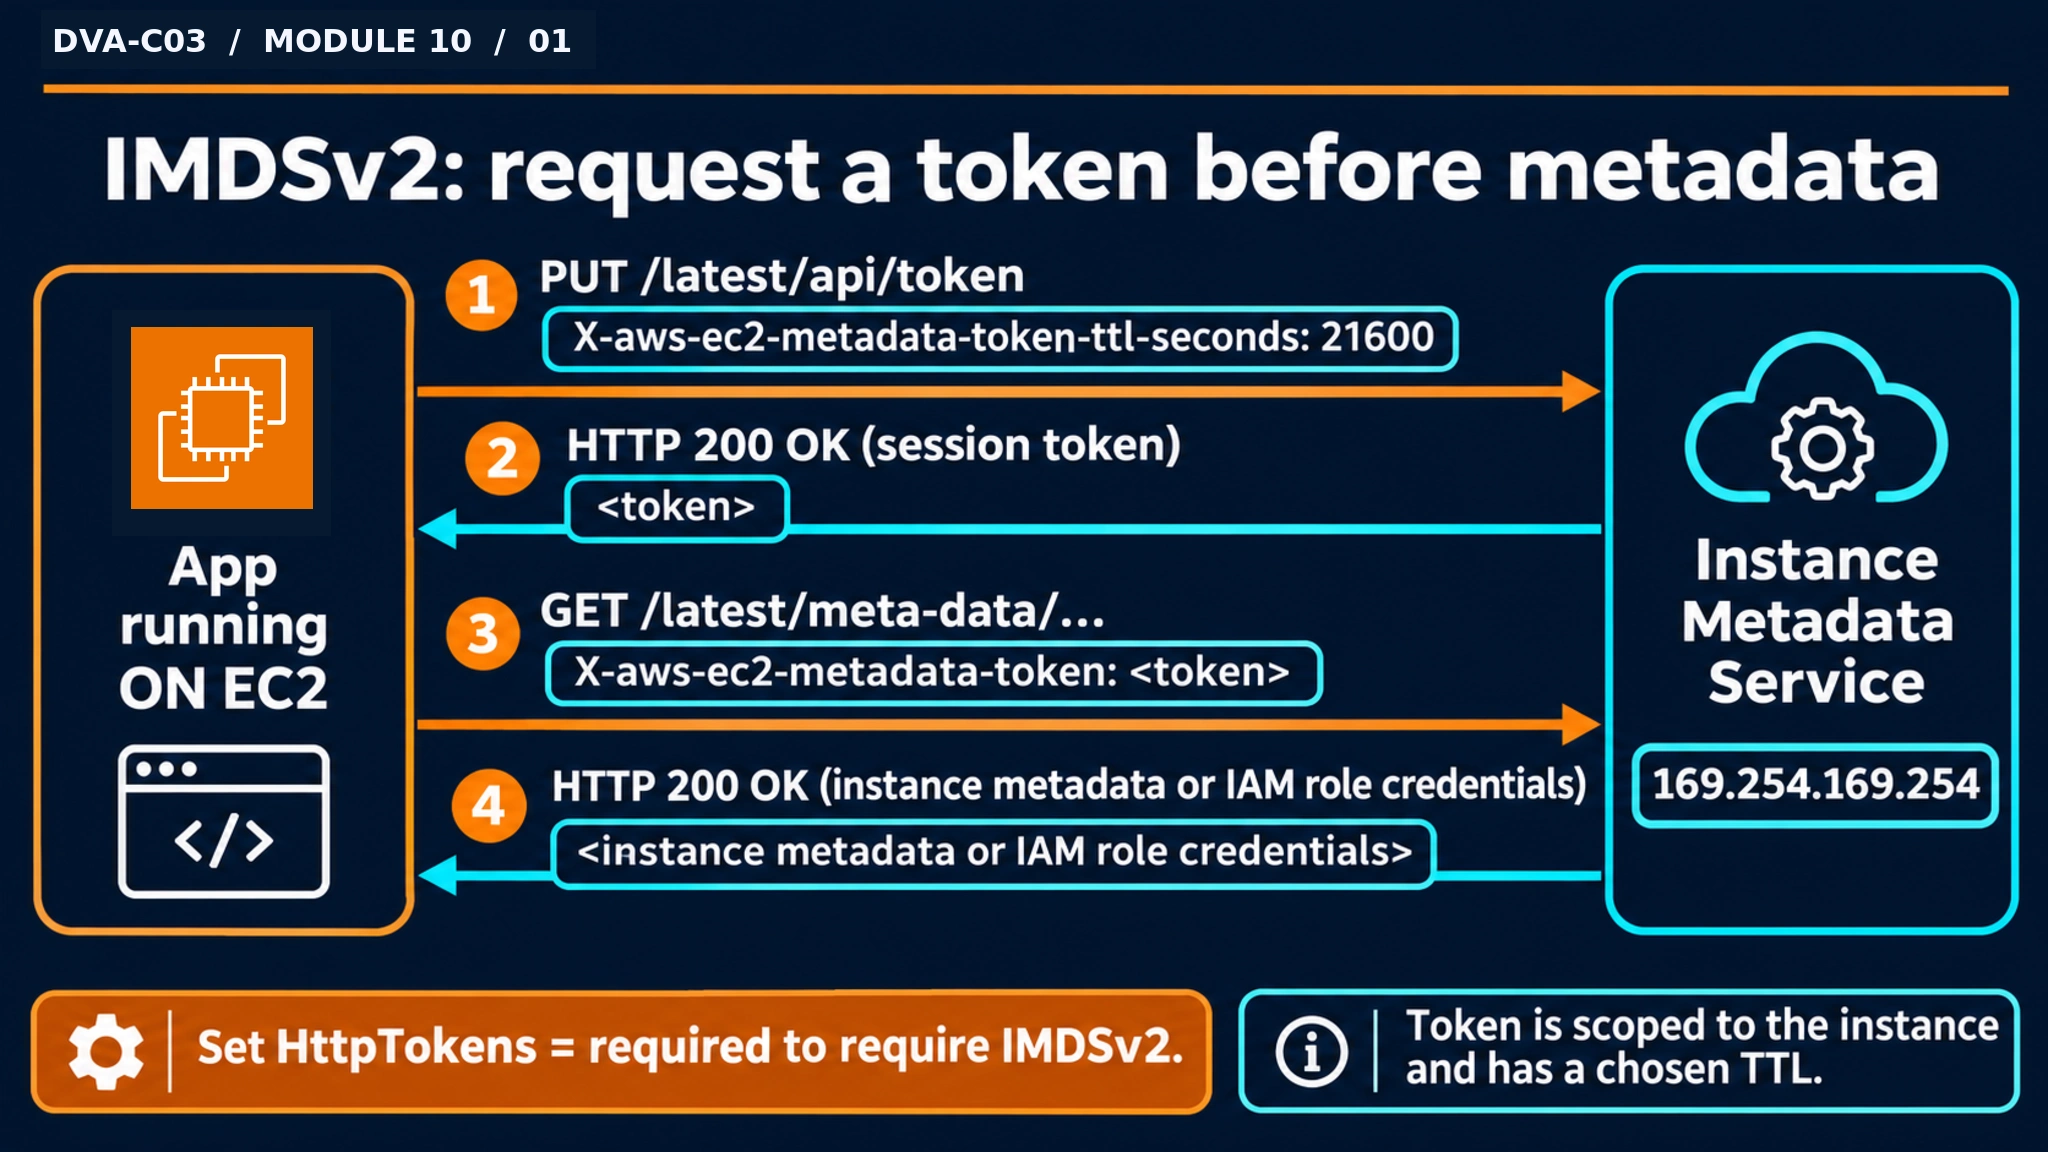 DVA-C03 / MODULE 10 / 01
IMDSv2: request a token before metadata
App
running
ON EC2
</>
1
PUT /latest/api/token
X-aws-ec2-metadata-token-ttl-seconds: 21600
2
HTTP 200 OK (session token)
<token>
3
GET /latest/meta-data/...
X-aws-ec2-metadata-token: <token>
4
HTTP 200 OK (instance metadata or IAM role credentials)
<instance metadata or IAM role credentials>
Instance
Metadata
Service
169.254.169.254
Set HttpTokens = required to require IMDSv2.
Token is scoped to the instance
and has a chosen TTL.